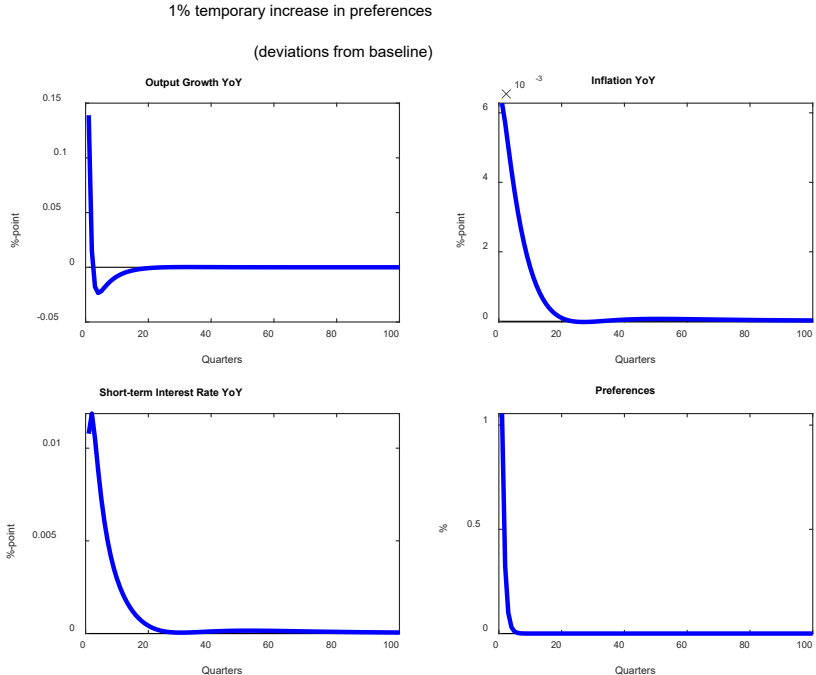 1% temporary increase in preferences
(deviations from baseline)
Output Growth YoY
0.15
0.1
0.05
0
-0.05
%-point
0 20 40 60 80 100
Quarters
Inflation YoY
× 10 -3
6
4
2
0
%-point
0 20 40 60 80 100
Quarters
Short-term Interest Rate YoY
0.01
0.005
0
%-point
0 20 40 60 80 100
Quarters
Preferences
1
0.5
0
%
0 20 40 60 80 100
Quarters